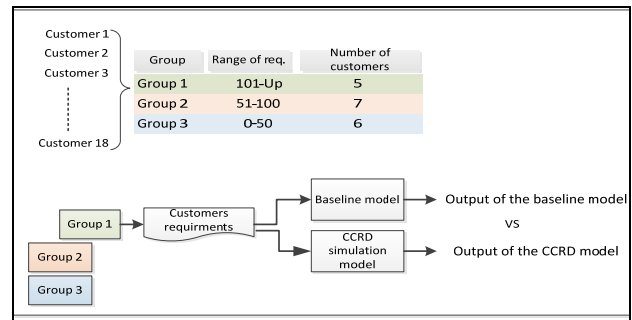 Customer 1
Customer 2
Customer 3
Customer 18
Group Range of req. Number of customers
Group 1 101-Up 5
Group 2 51-100 7
Group 3 0-50 6
Group 1
Customers
requirments
Baseline model
Output of the baseline model
vs
CCRD
simulation
model
Output of the CCRD model
Group 2
Group 3